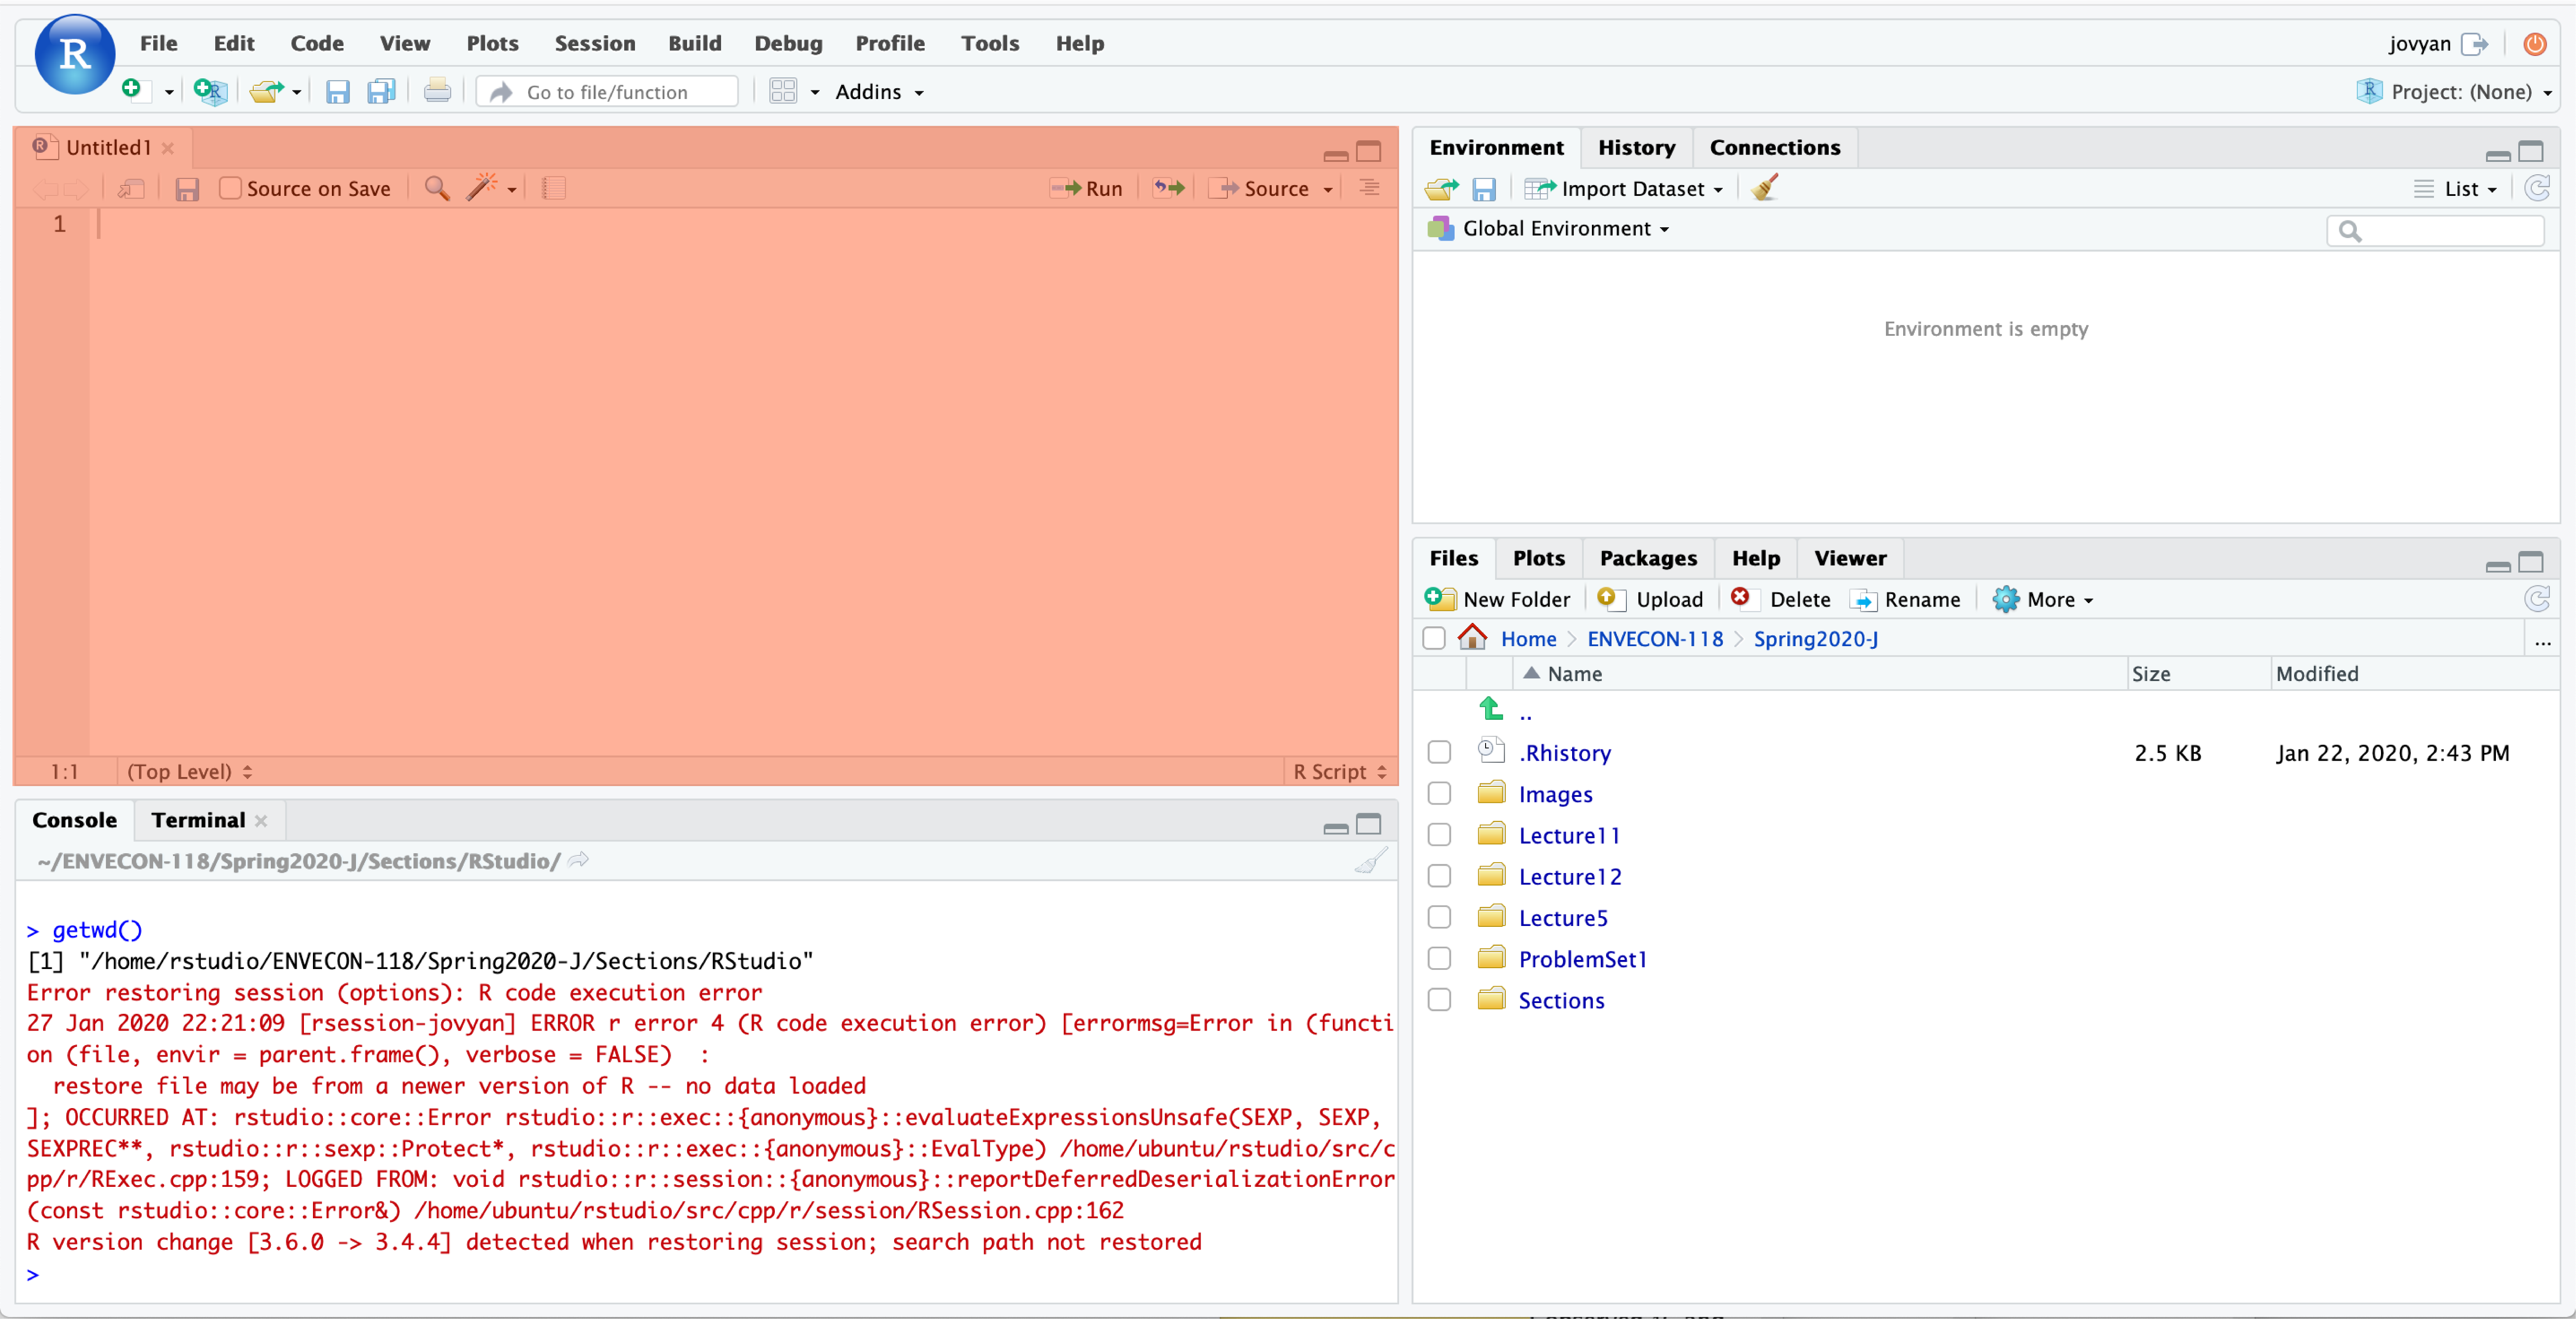 R
File Edit Code View Plots Session Build Debug Profile Tools Help
jovyan
Go to file/function
Addins
Project: (None)
Untitled1
Source on Save
Run
Source
1
1:1
(Top Level)
R Script
Console
Terminal
~/ENVECON-118/Spring2020-J/Sections/RStudio/
> getwd()
[1] "/home/rstudio/ENVECON-118/Spring2020-J/Sections/RStudio"
Error restoring session (options): R code execution error
27 Jan 2020 22:21:09 [rsession-jovyan] ERROR r error 4 (R code execution error) [errormsg=Error in (functi
on (file, envir = parent.frame(), verbose = FALSE)  :
  restore file may be from a newer version of R -- no data loaded
]; OCCURRED AT: rstudio::core::Error rstudio::r::exec::{anonymous}::evaluateExpressionsUnsafe(SEXP, SEXP,
SEXPREC**, rstudio::r::sexp::Protect*, rstudio::r::exec::{anonymous}::EvalType) /home/ubuntu/rstudio/src/c
pp/r/RExec.cpp:159; LOGGED FROM: void rstudio::r::session::{anonymous}::reportDeferredDeserializationError
(const rstudio::core::Error&) /home/ubuntu/rstudio/src/cpp/r/session/RSession.cpp:162
R version change [3.6.0 -> 3.4.4] detected when restoring session; search path not restored
>
Environment
History
Connections
Import Dataset
List
Global Environment
Environment is empty
Files
Plots
Packages
Help
Viewer
New Folder
Upload
Delete
Rename
More
Home
ENVECON-118
Spring2020-J
...
Name
Size
Modified
..
.Rhistory 2.5 KB Jan 22, 2020, 2:43 PM
Images
Lecture11
Lecture12
Lecture5
ProblemSet1
Sections